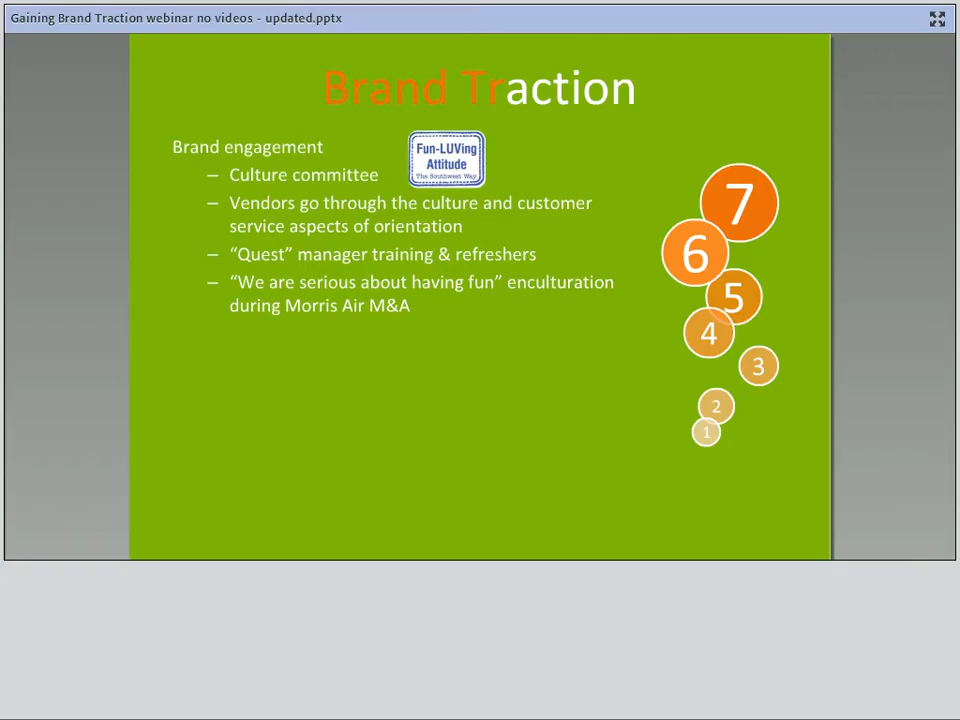 Gaining Brand Traction webinar no videos - updated.pptx
Brand Traction
Brand engagement
– Culture committee
– Vendors go through the culture and customer
service aspects of orientation
– “Quest” manager training & refreshers
– “We are serious about having fun” enculturation
during Morris Air M&A
Fun-LUVing
Attitude
The Southwest Way
7
6
5
4
3
2
1